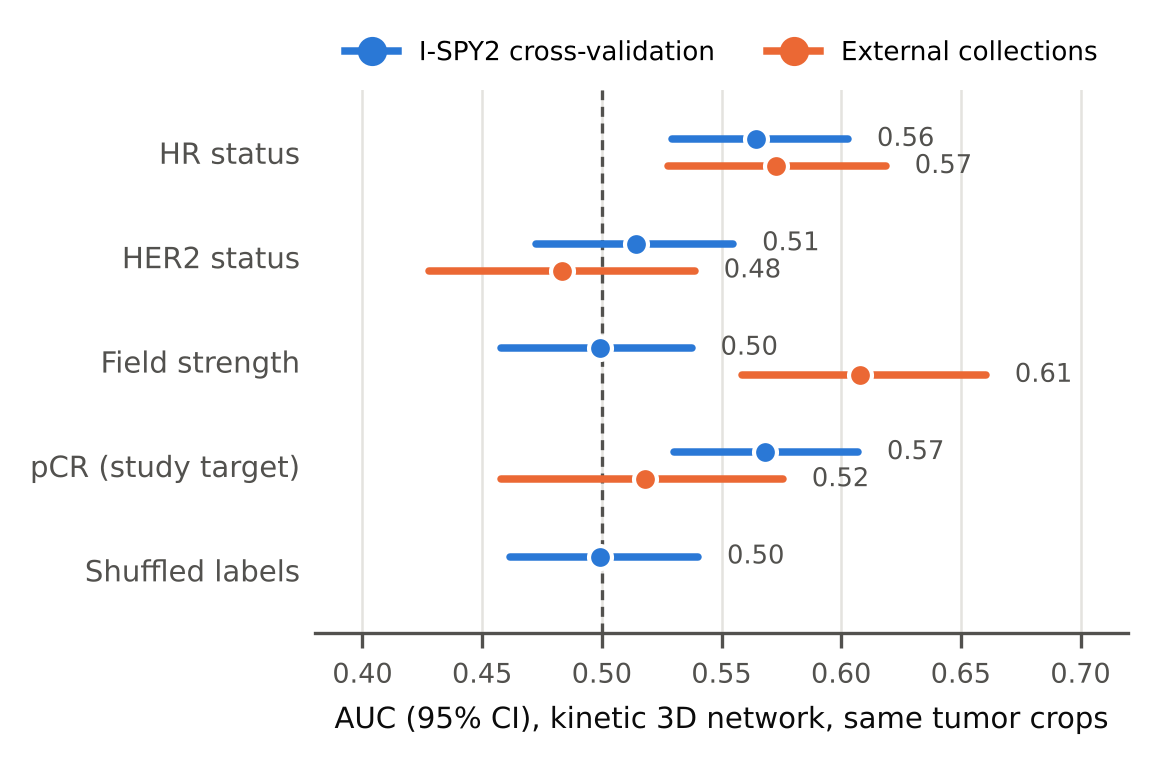 I-SPY2 cross-validation
External collections
HR status
0.56
0.57
HER2 status
0.51
0.48
Field strength
0.50
0.61
pCR (study target)
0.57
0.52
Shuffled labels
0.50
0.40 0.45 0.50 0.55 0.60 0.65 0.70
AUC (95% CI), kinetic 3D network, same tumor crops